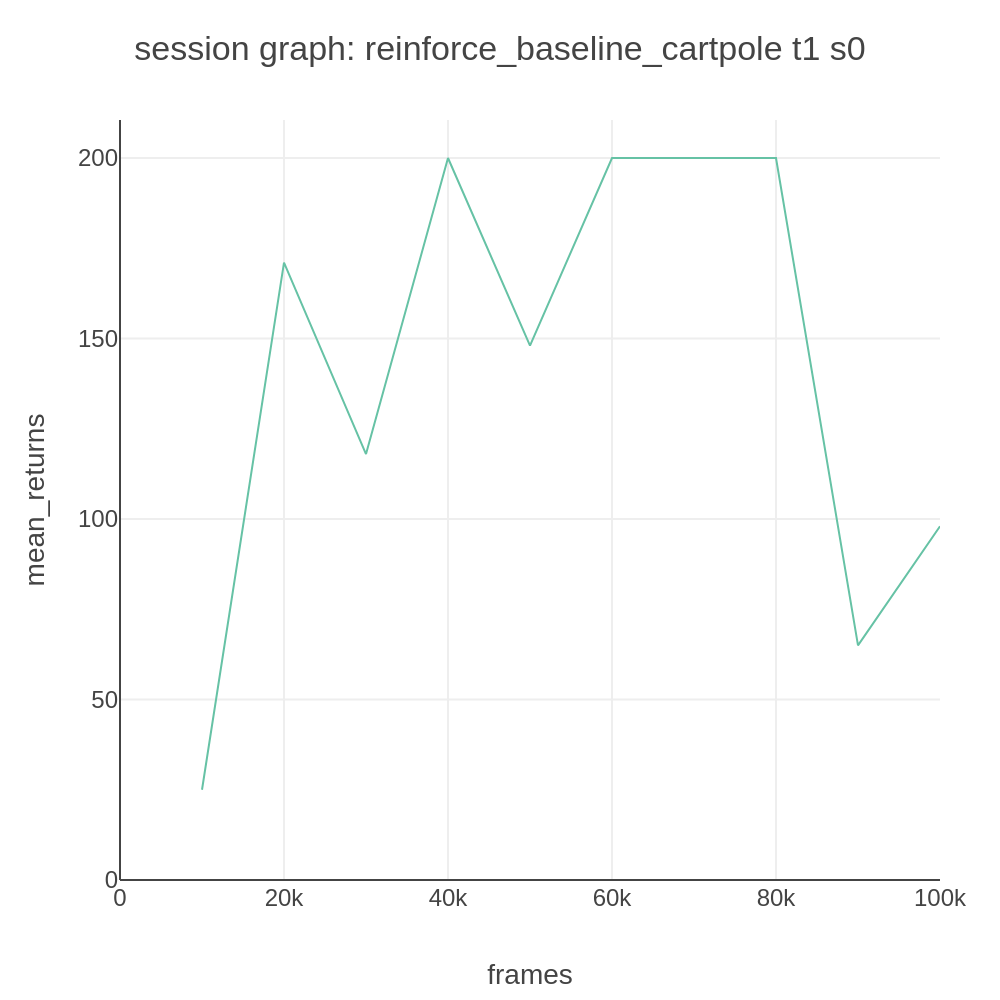 session graph: reinforce_baseline_cartpole t1 s0
200
150
100
50
0
mean_returns
0 20k 40k 60k 80k 100k
frames